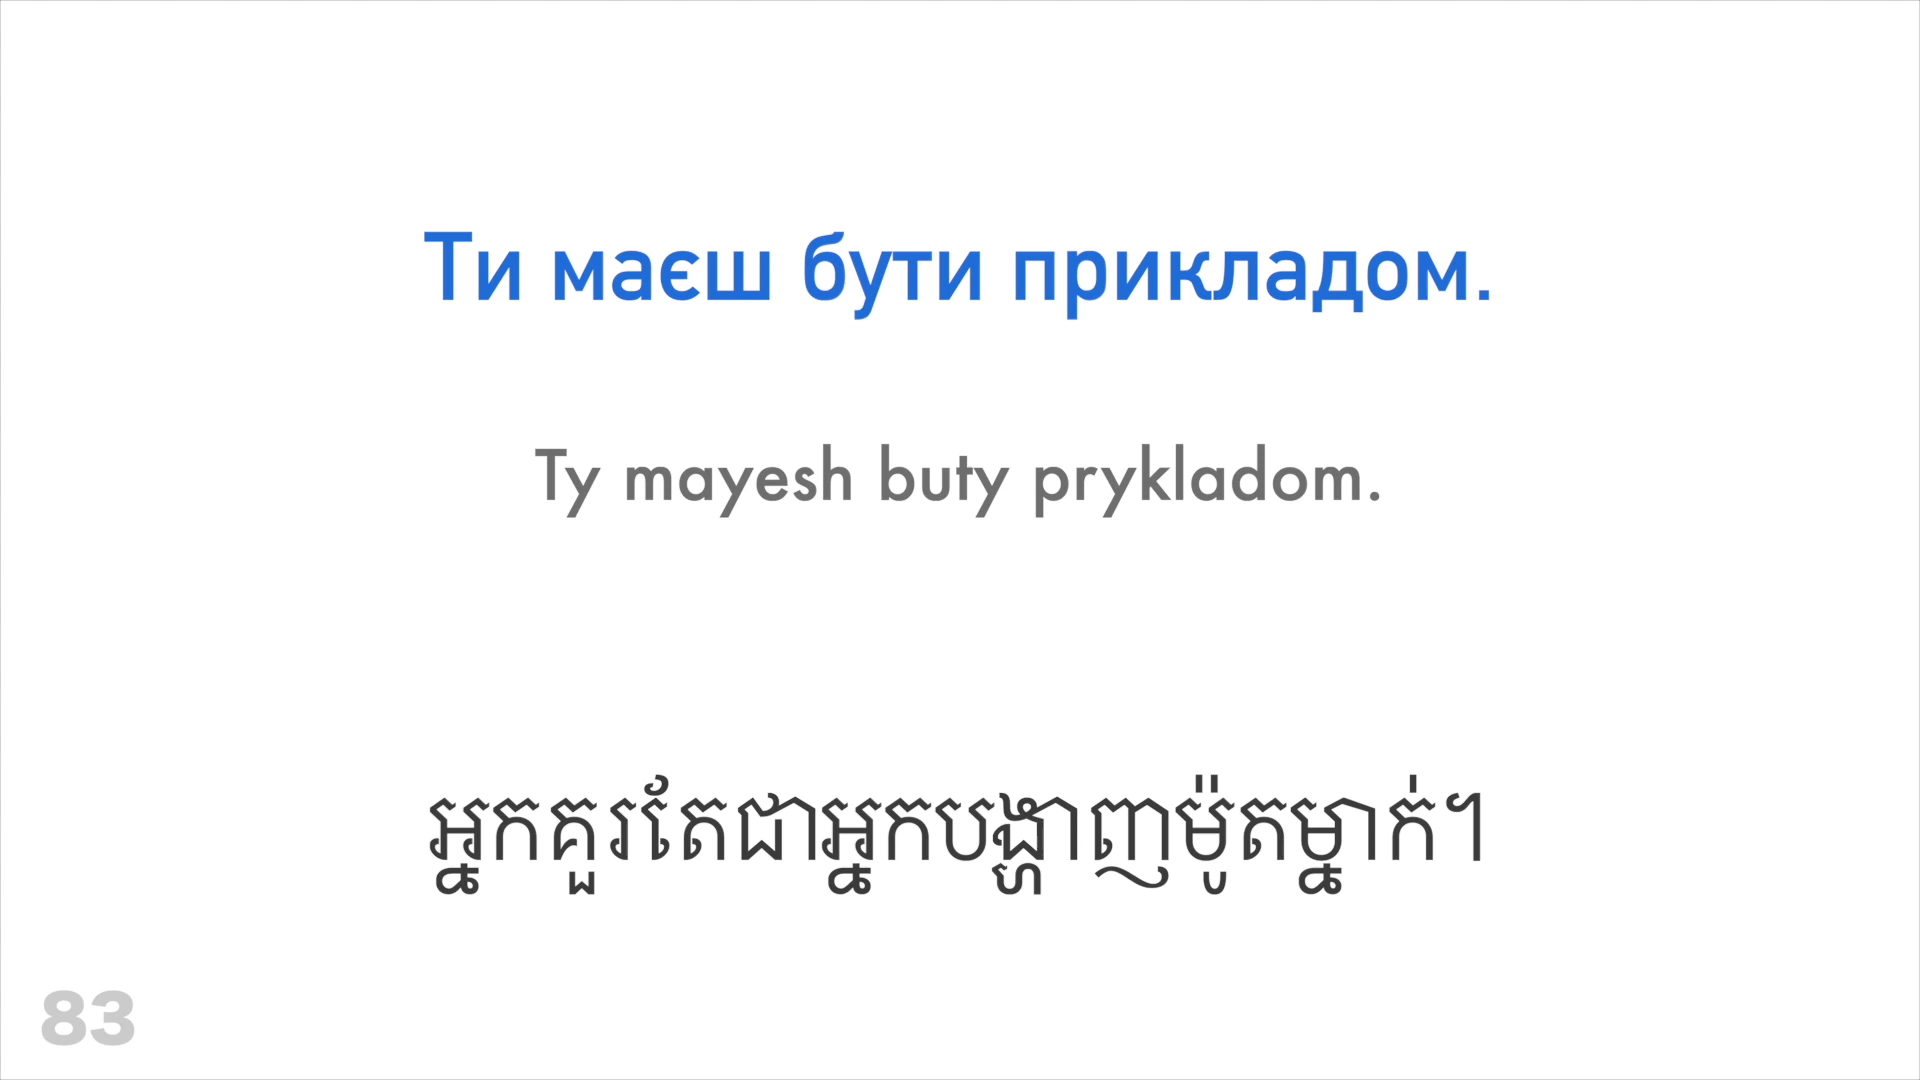 Ти маєш бути прикладом.
Ty mayesh buty prykladom.
អ្នកគួរតែជាអ្នកបង្ហាញម៉ូតម្នាក់។
83